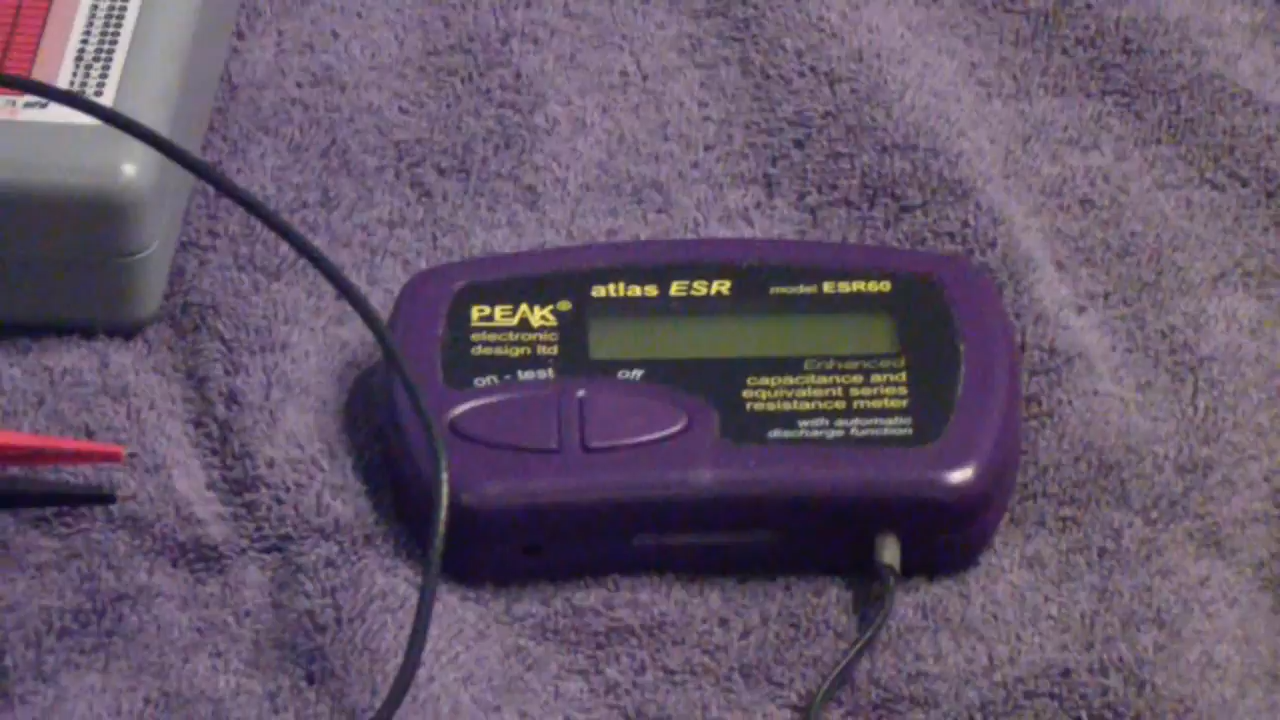 atlas ESR model ESR60
PEAK®
electronic
design ltd
on - test off
Enhanced
capacitance and
equivalent series
resistance meter
with automatic
discharge function